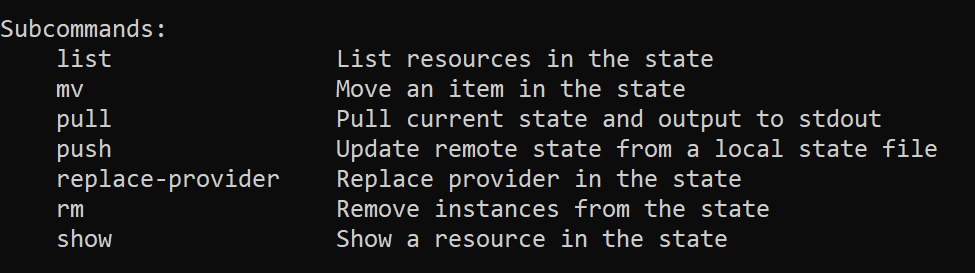 Subcommands:
    list                List resources in the state
    mv                  Move an item in the state
    pull                Pull current state and output to stdout
    push                Update remote state from a local state file
    replace-provider    Replace provider in the state
    rm                  Remove instances from the state
    show                Show a resource in the state